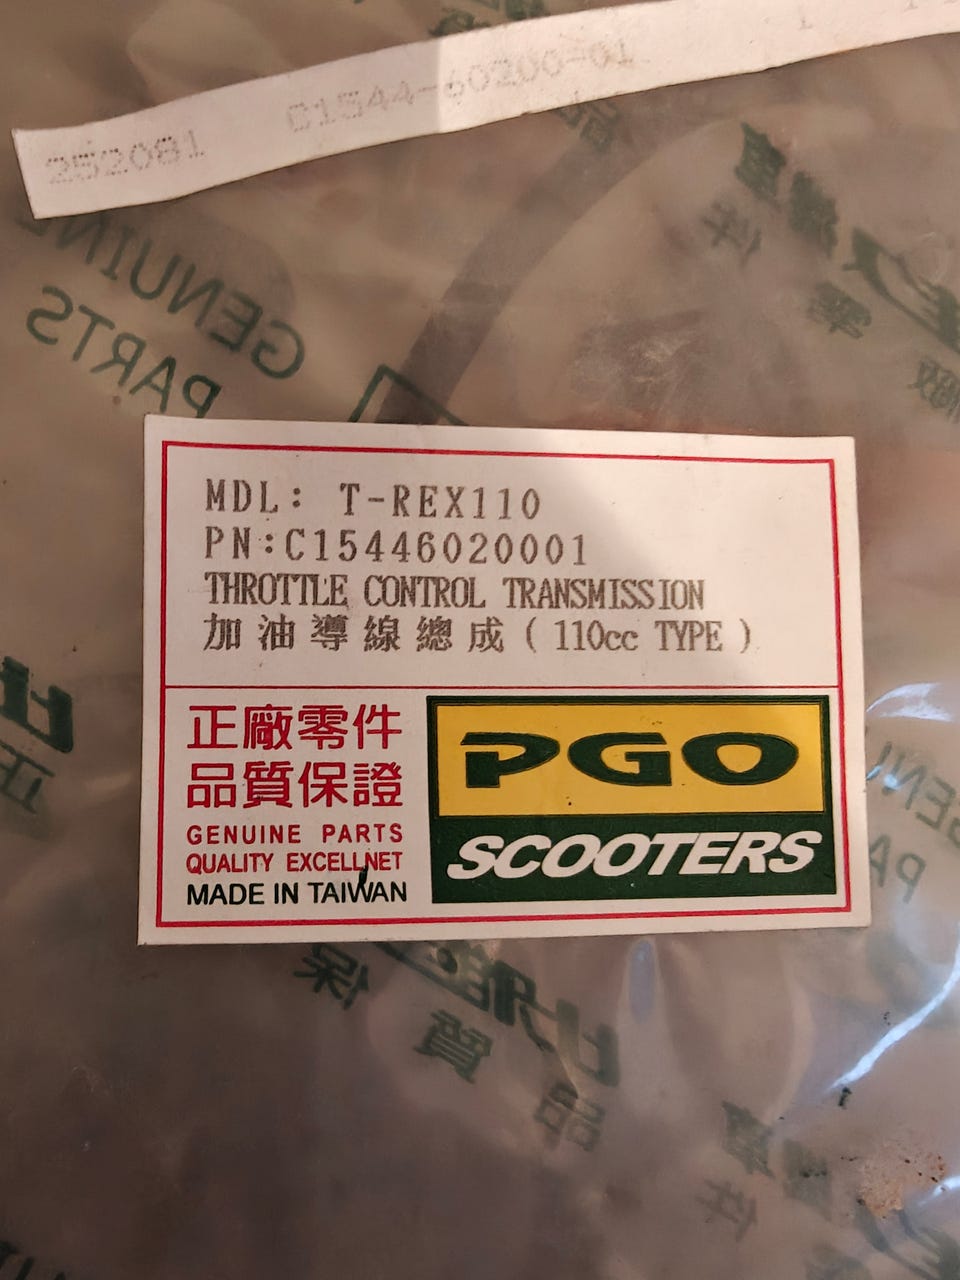 252081 C1544-60200-01 1
GENUINE
PARTS
MDL: T-REX110
PN:C15446020001
THROTTLE CONTROL TRANSMISSION
加油導線總成(110cc TYPE)
正廠零件
品質保證
GENUINE PARTS
QUALITY EXCELLNET
MADE IN TAIWAN
PGO
SCOOTERS